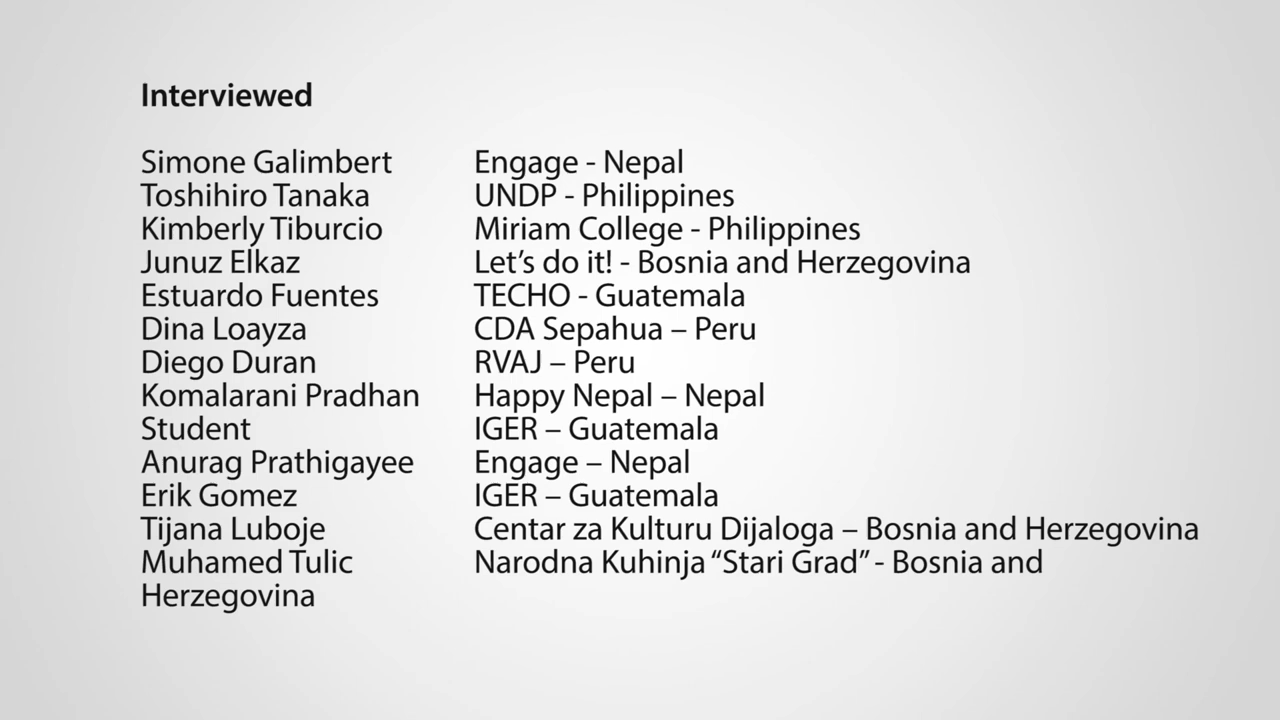 Interviewed
Simone Galimbert Engage - Nepal
Toshihiro Tanaka UNDP - Philippines
Kimberly Tiburcio Miriam College - Philippines
Junuz Elkaz Let’s do it! - Bosnia and Herzegovina
Estuardo Fuentes TECHO - Guatemala
Dina Loayza CDA Sepahua – Peru
Diego Duran RVAJ – Peru
Komalarani Pradhan Happy Nepal – Nepal
Student IGER – Guatemala
Anurag Prathigayee Engage – Nepal
Erik Gomez IGER – Guatemala
Tijana Luboje Centar za Kulturu Dijaloga – Bosnia and Herzegovina
Muhamed Tulic Narodna Kuhinja “Stari Grad” - Bosnia and
Herzegovina